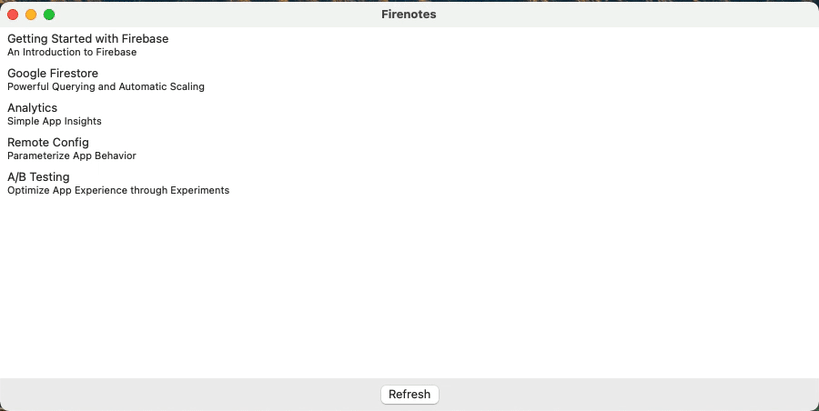 Firenotes
Getting Started with Firebase
An Introduction to Firebase
Google Firestore
Powerful Querying and Automatic Scaling
Analytics
Simple App Insights
Remote Config
Parameterize App Behavior
A/B Testing
Optimize App Experience through Experiments
Refresh